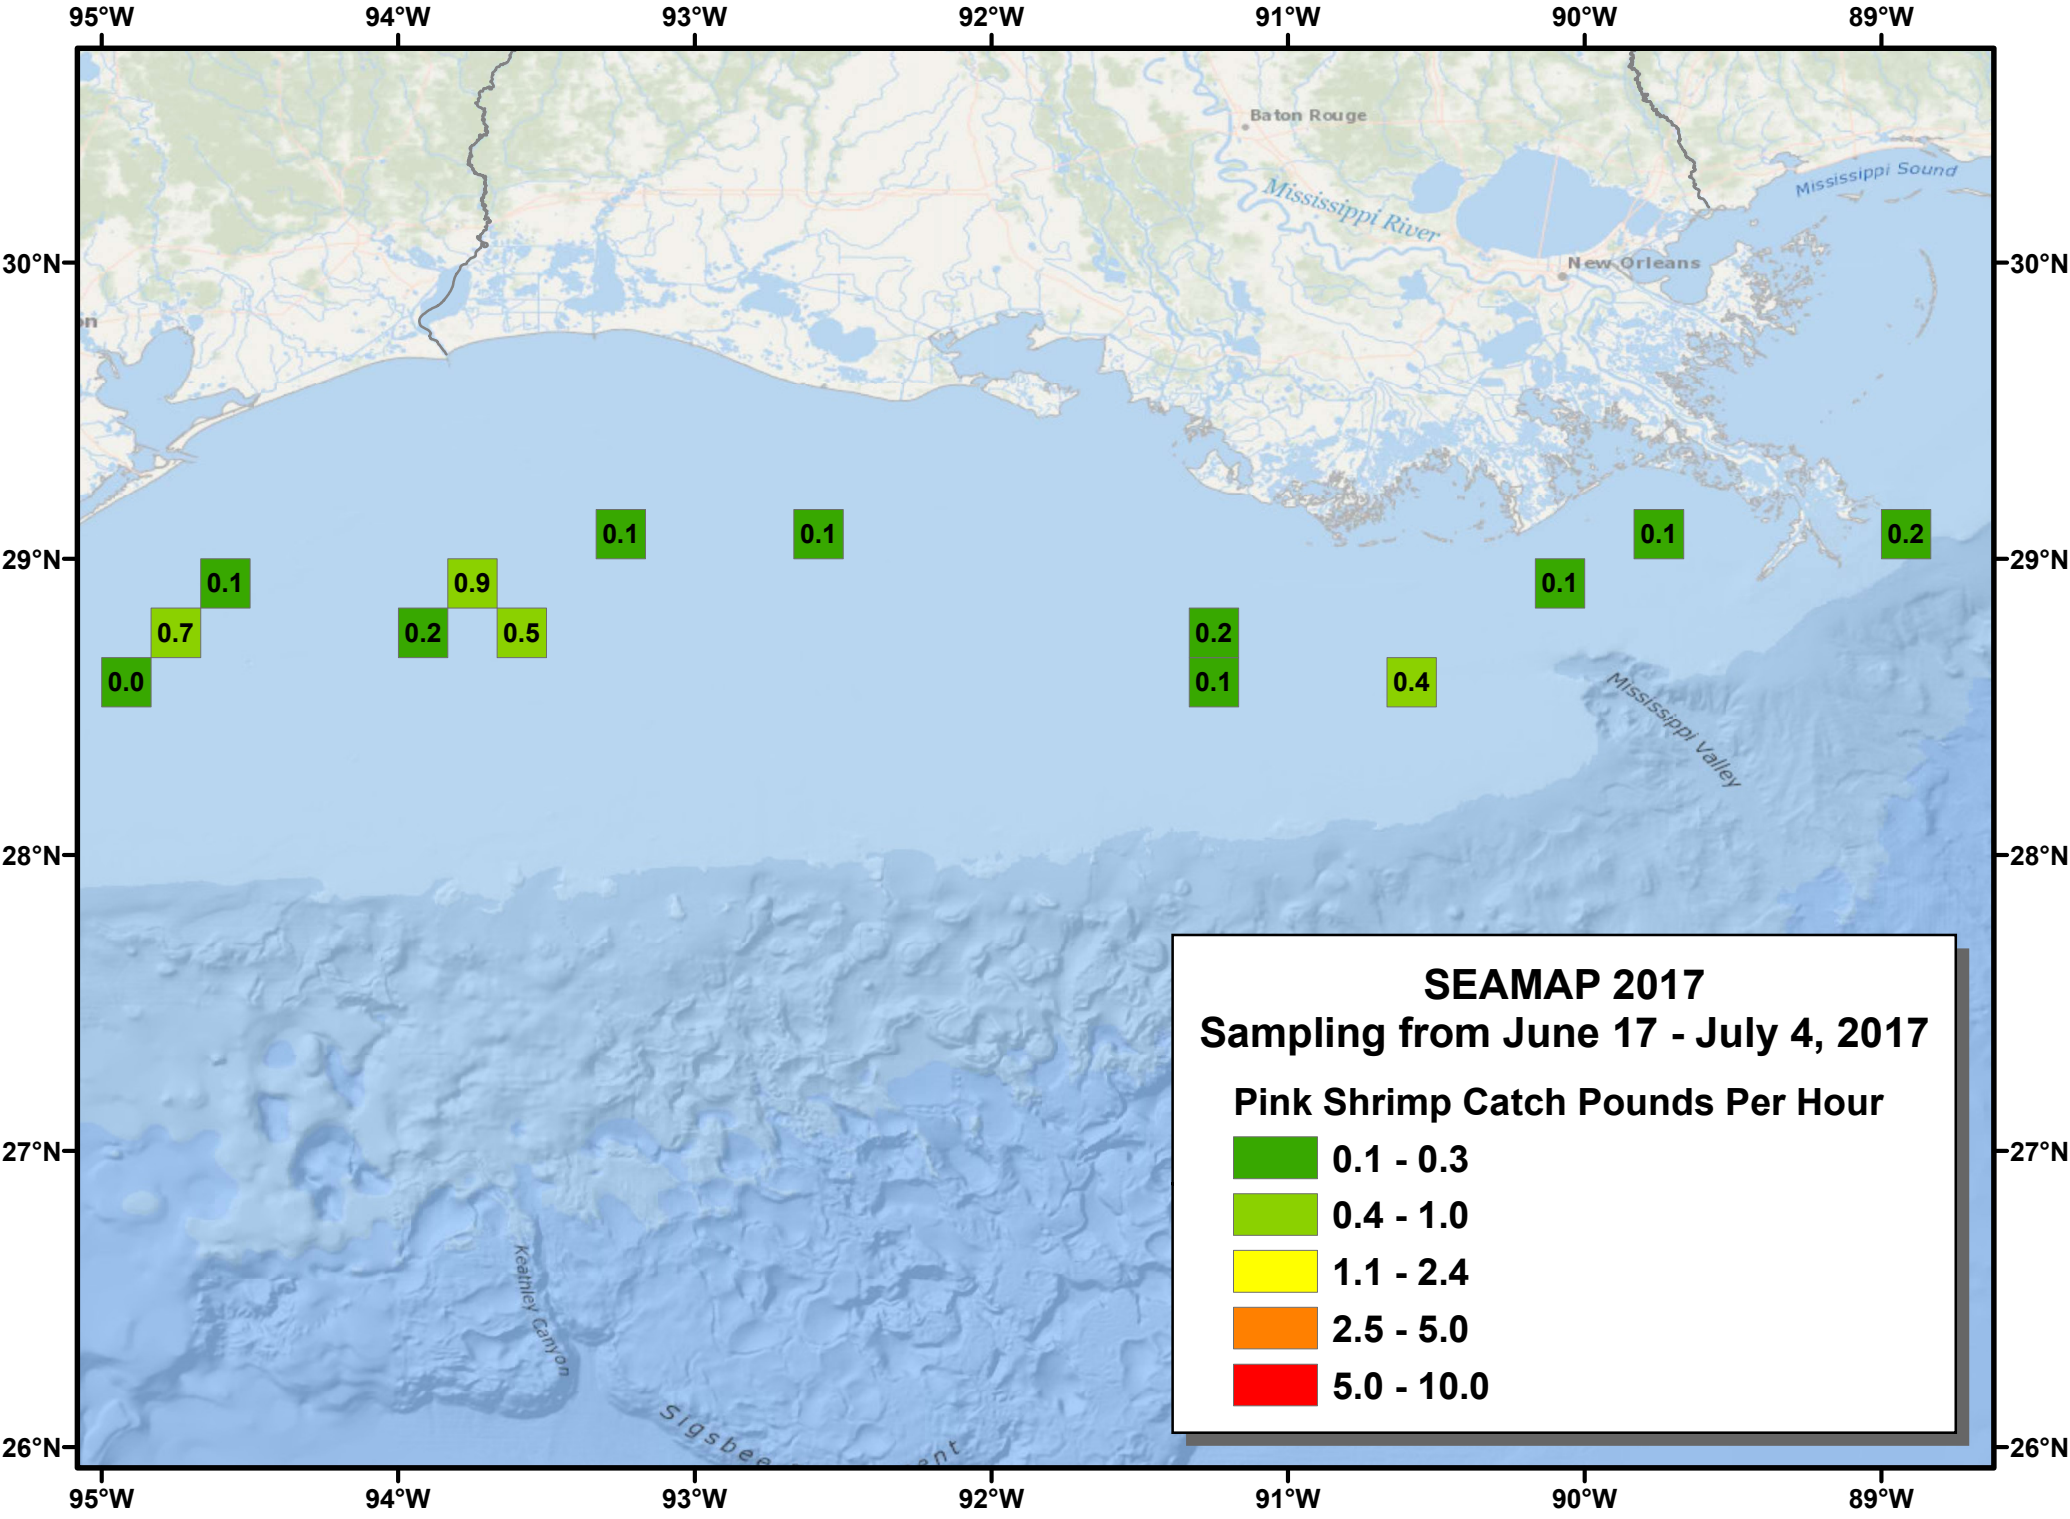 95°W 94°W 93°W 92°W 91°W 90°W 89°W
Baton Rouge
Mississippi Sound
Mississippi River
30°N New Orleans 30°N
on
0.1 0.1 0.1 0.2
29°N 29°N
0.1 0.9 0.1
0.7 0.2 0.5 0.2
0.0 0.1 0.4
Mississippi Valley
28°N 28°N
SEAMAP 2017
Sampling from June 17 - July 4, 2017
Pink Shrimp Catch Pounds Per Hour
27°N 0.1 - 0.3 27°N
0.4 - 1.0
1.1 - 2.4
2.5 - 5.0
5.0 - 10.0
Keathley Canyon
Sigsbee ent
26°N 26°N
95°W 94°W 93°W 92°W 91°W 90°W 89°W